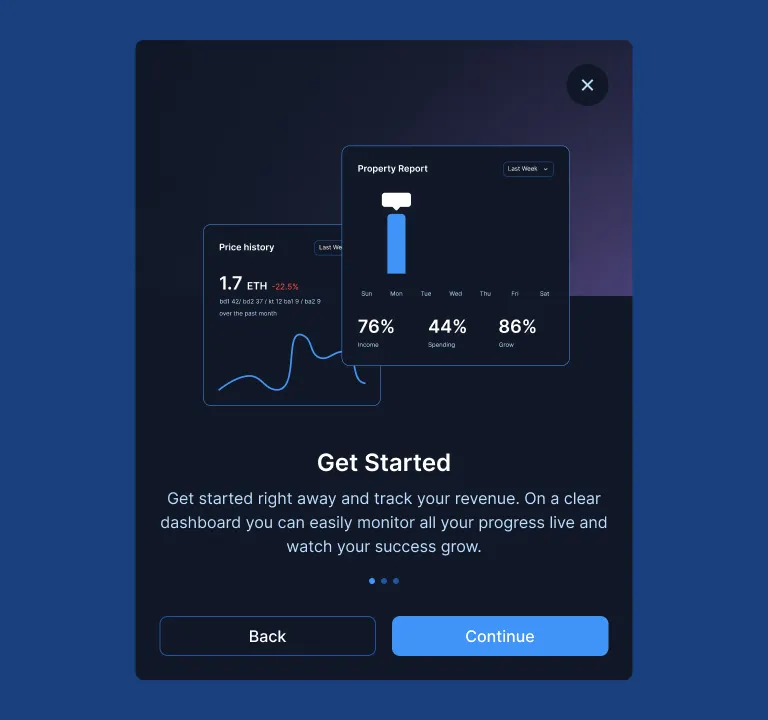 Property Report
Last Week
Price history
Last We
1.7 ETH -22.5%
bd1 42/ bd2 37 / kt 12 ba1 9 / ba2 9
over the past month
Sun Mon Tue Wed Thu Fri Sat
76% 44% 86%
Income Spending Grow
Get Started
Get started right away and track your revenue. On a clear
dashboard you can easily monitor all your progress live and
watch your success grow.
Back Continue